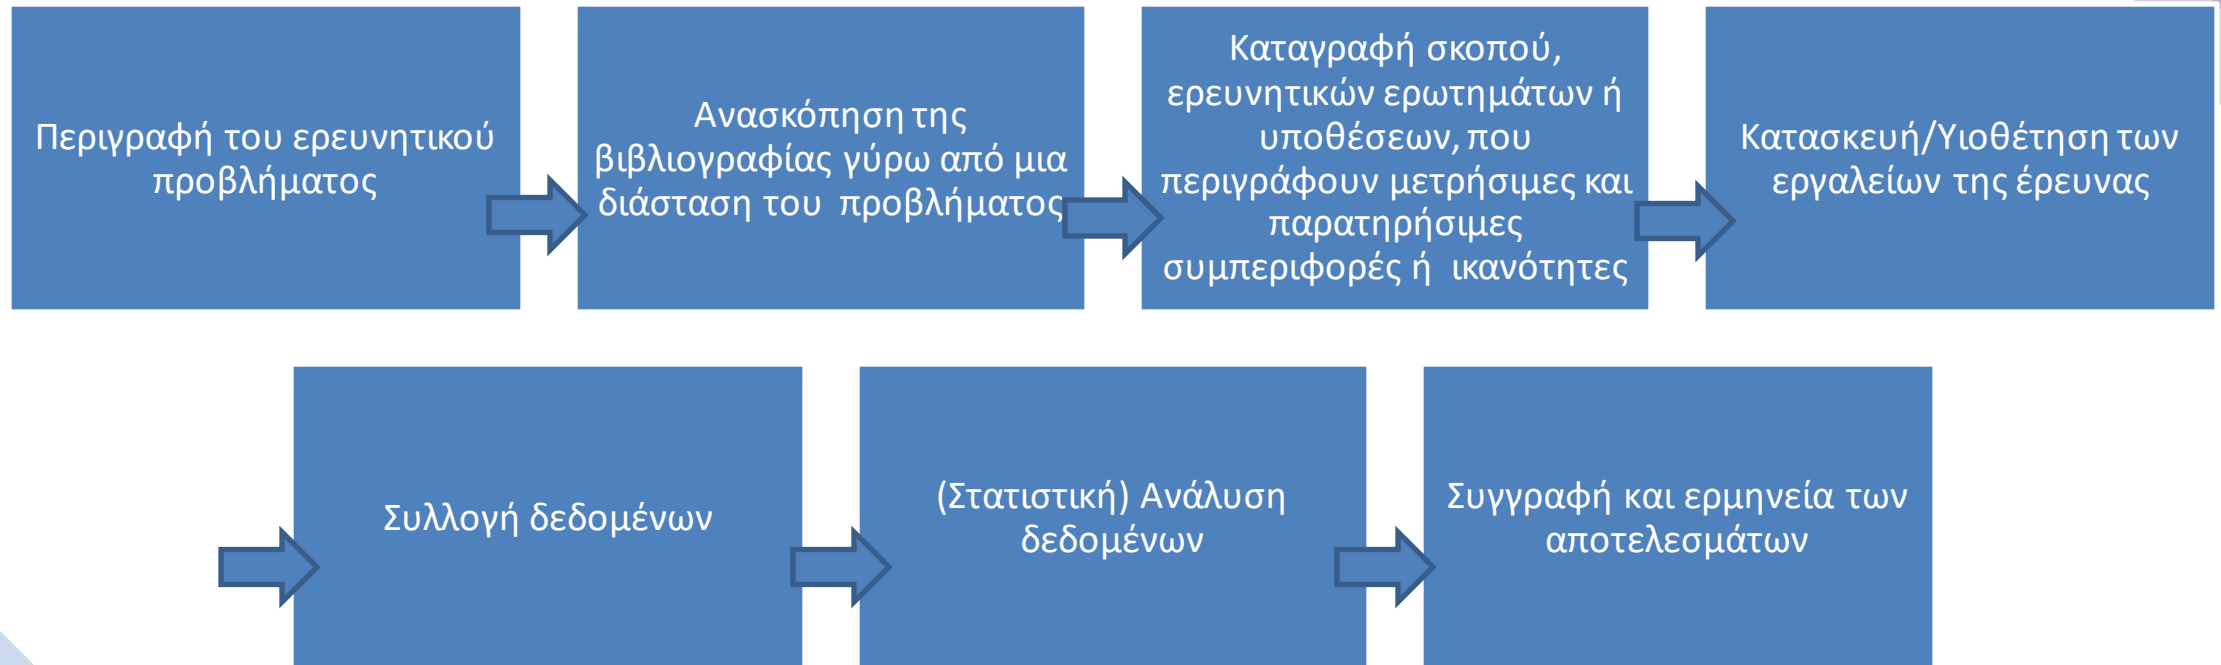 Περιγραφή του ερευνητικού
προβλήματος
Ανασκόπηση της
βιβλιογραφίας γύρω από μια
διάσταση του προβλήματος
Καταγραφή σκοπού,
ερευνητικών ερωτημάτων ή
υποθέσεων, που
περιγράφουν μετρήσιμες και
παρατηρήσιμες
συμπεριφορές ή ικανότητες
Κατασκευή/Υιοθέτηση των
εργαλείων της έρευνας
Συλλογή δεδομένων
(Στατιστική) Ανάλυση
δεδομένων
Συγγραφή και ερμηνεία των
αποτελεσμάτων